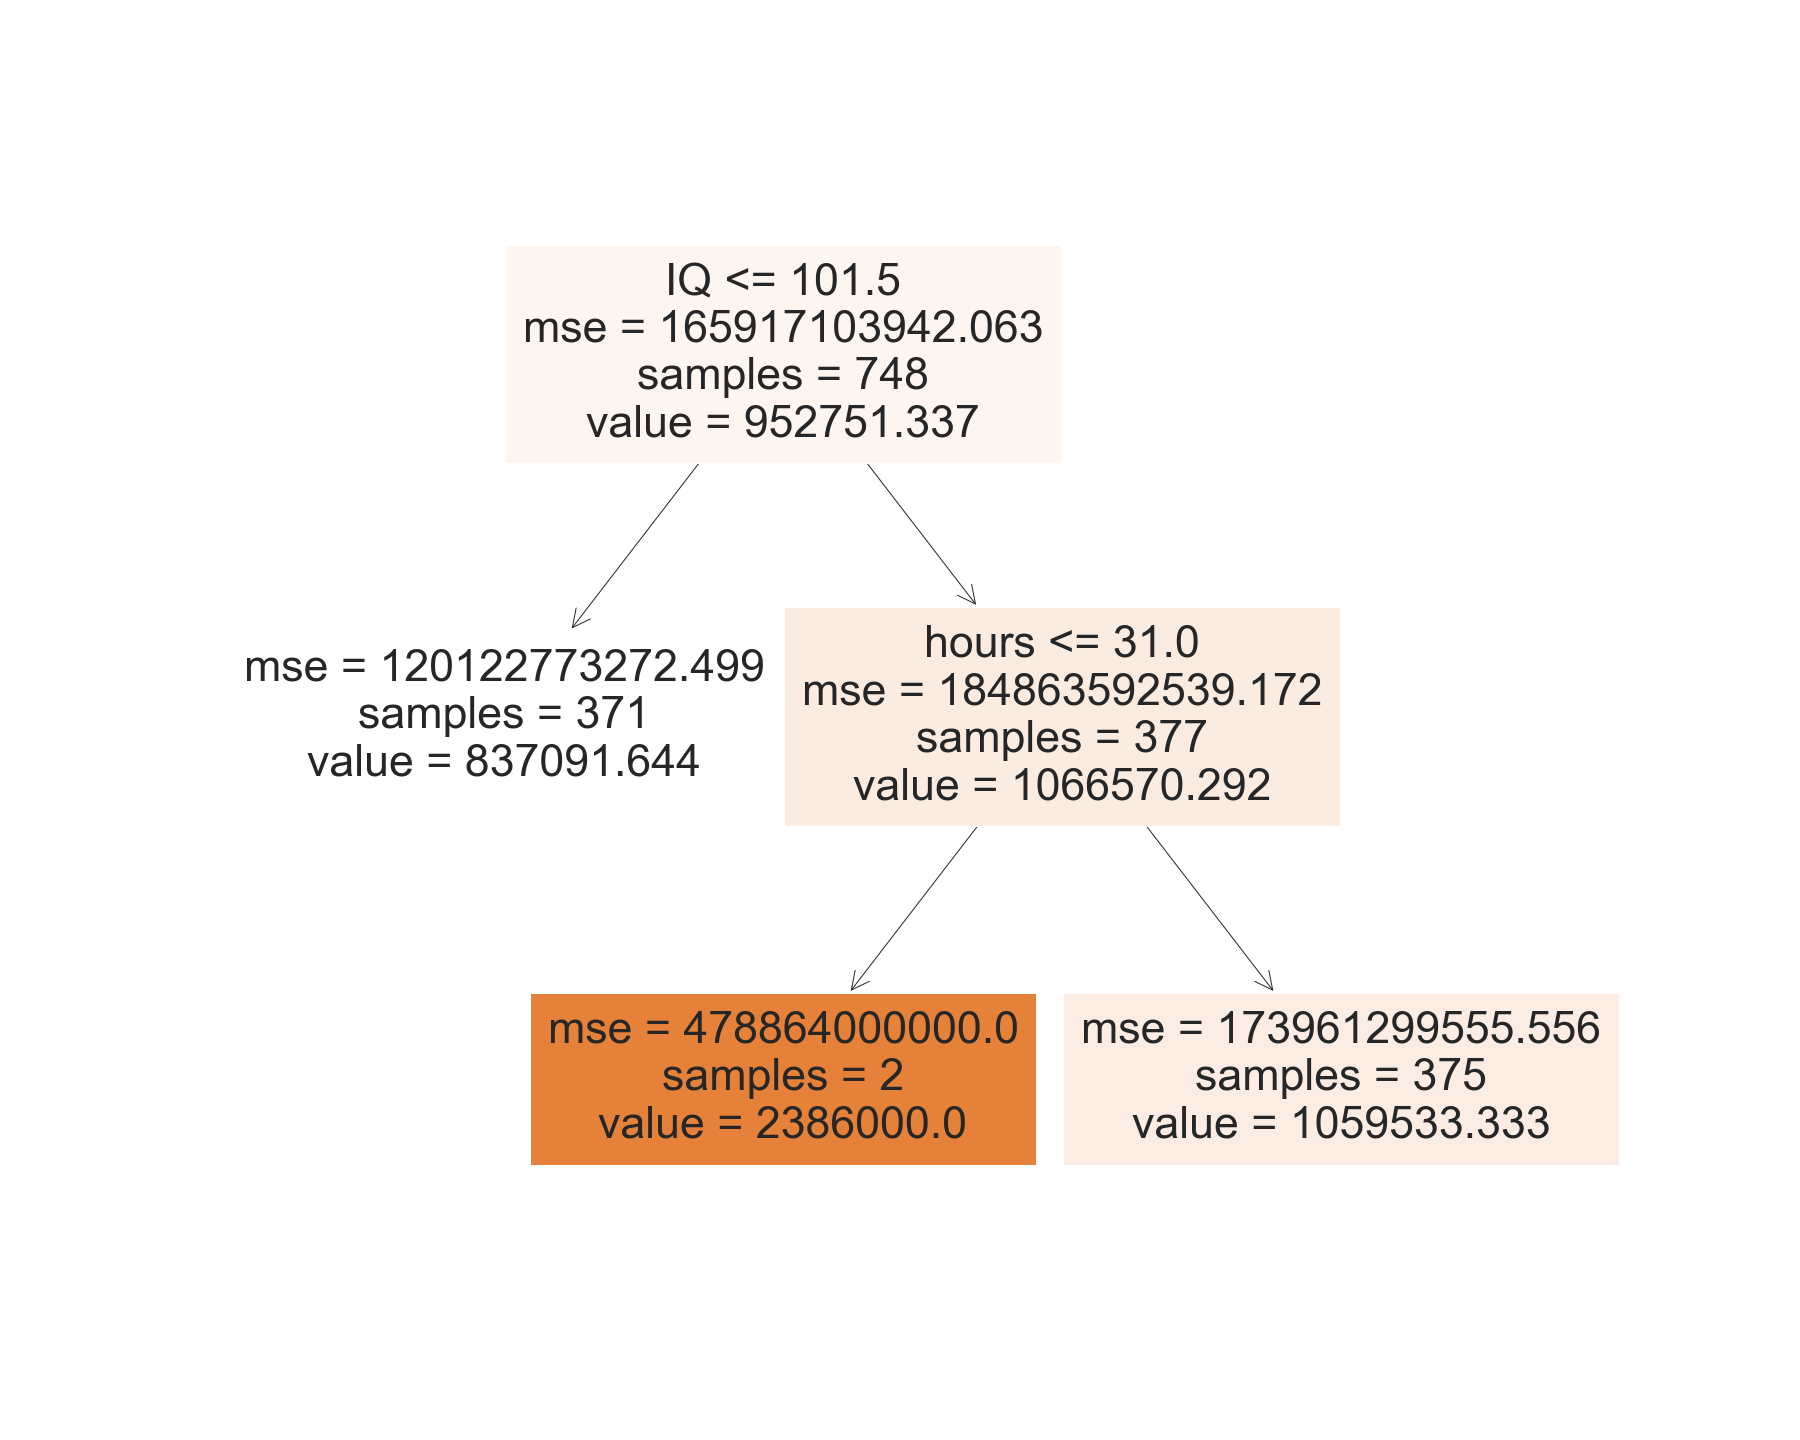 IQ <= 101.5
mse = 165917103942.063
samples = 748
value = 952751.337
mse = 120122773272.499
samples = 371
value = 837091.644
hours <= 31.0
mse = 184863592539.172
samples = 377
value = 1066570.292
mse = 478864000000.0
samples = 2
value = 2386000.0
mse = 173961299555.556
samples = 375
value = 1059533.333